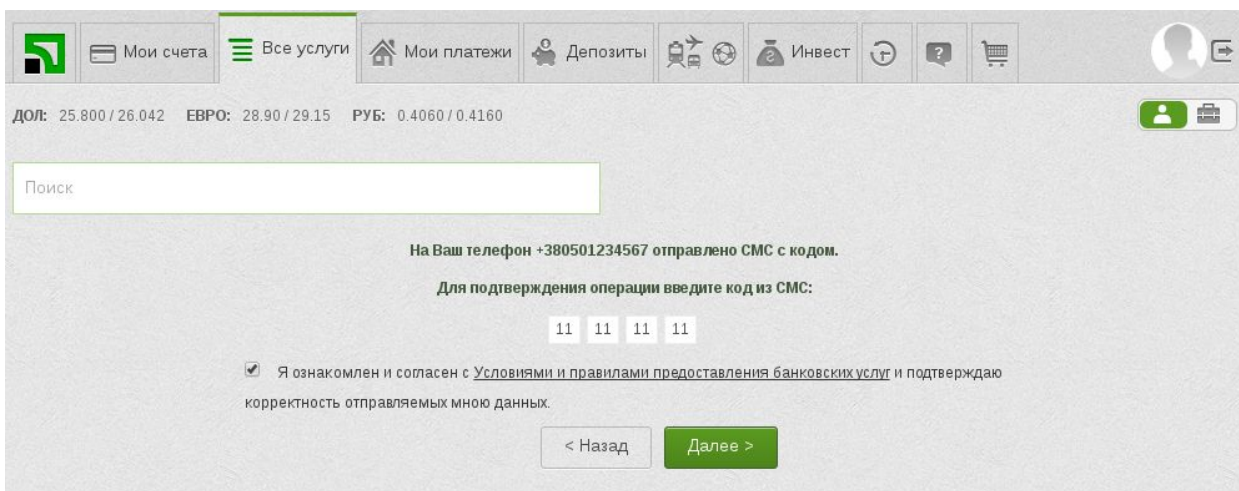 Мои счета Все услуги Мои платежи Депозиты Инвест
ДОЛ: 25.800 / 26.042 ЕВРО: 28.90 / 29.15 РУБ: 0.4060 / 0.4160
Поиск
На Ваш телефон +380501234567 отправлено СМС с кодом.
Для подтверждения операции введите код из СМС:
11 11 11 11
Я ознакомлен и согласен с Условиями и правилами предоставления банковских услуг и подтверждаю
корректность отправляемых мною данных.
< Назад Далее >